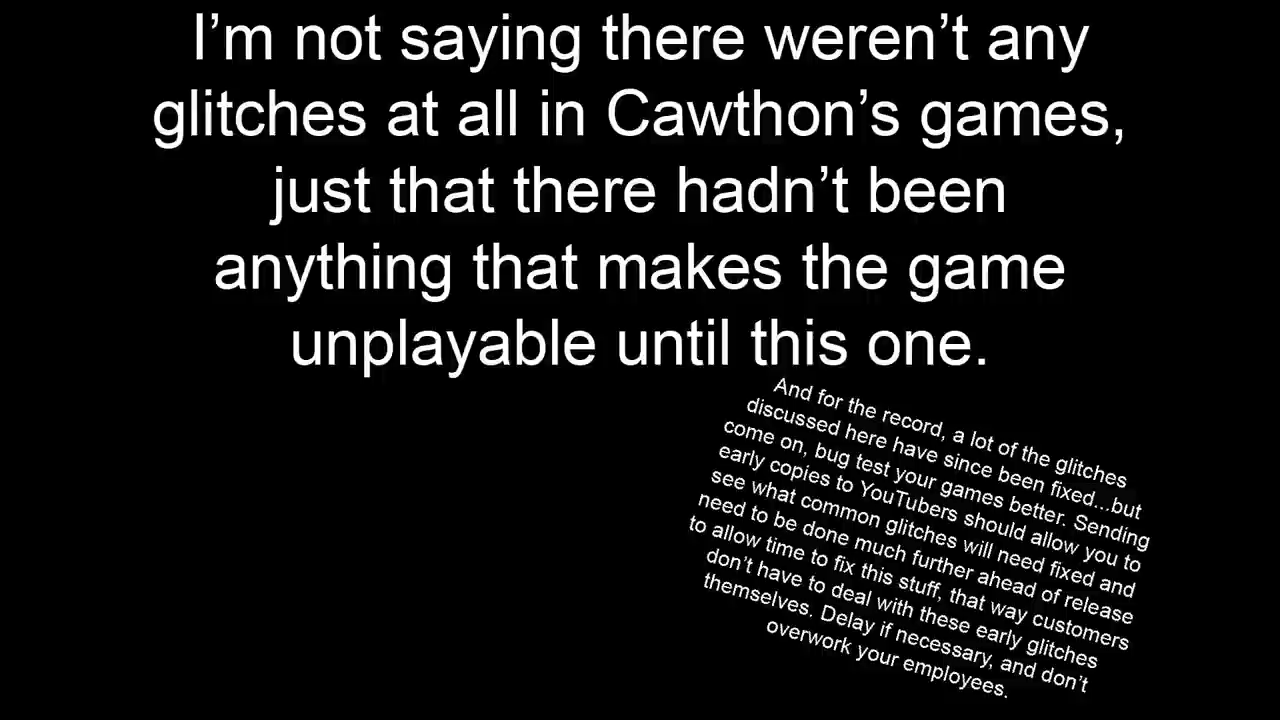 I’m not saying there weren’t any
glitches at all in Cawthon’s games,
just that there hadn’t been
anything that makes the game
unplayable until this one.
And for the record, a lot of the glitches
discussed here have since been fixed...but
come on, bug test your games better. Sending
early copies to YouTubers should allow you to
see what common glitches will need fixed and
need to be done much further ahead of release
to allow time to fix this stuff, that way customers
don’t have to deal with these early glitches
themselves. Delay if necessary, and don’t
overwork your employees.